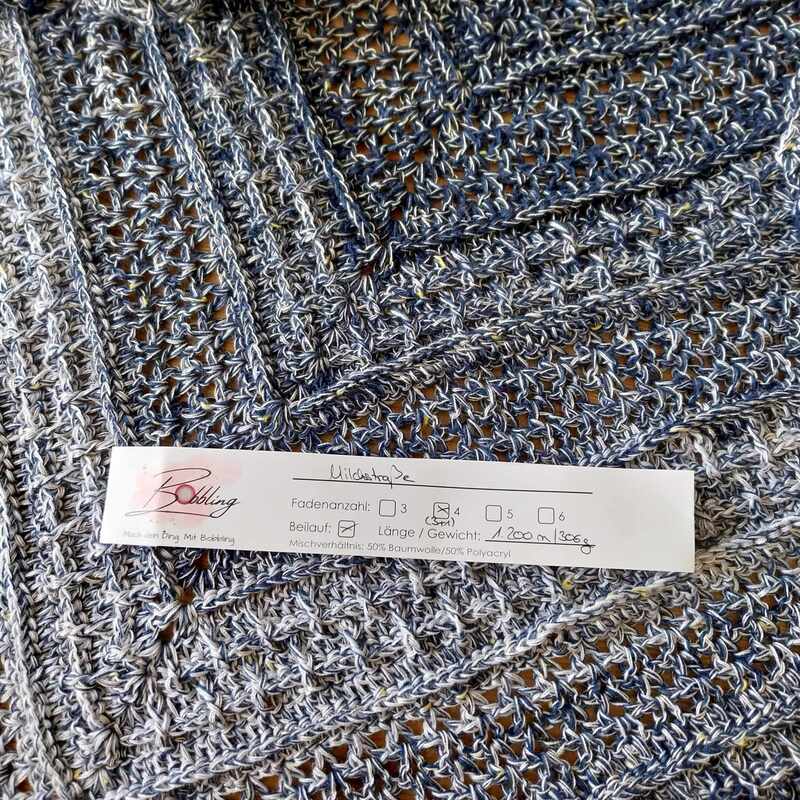 Milchstraße
Bobbling
Mach dein Ding. Mit Bobbling
Fadenanzahl: 3 4 5 6
(3+1)
Beilauf: Länge / Gewicht: 1.200m/306g
Mischverhältnis: 50% Baumwolle/50% Polyacryl